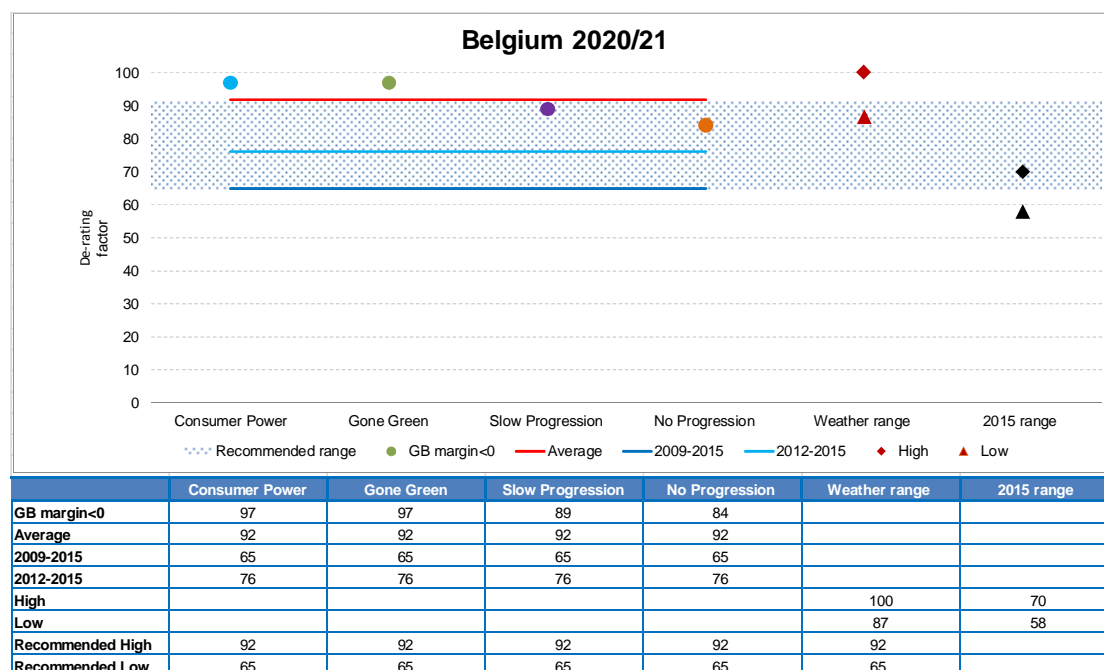 Belgium 2020/21
100
90
80
70
60
50
40
30
20
10
0
De-rating
factor
Consumer Power Gone Green Slow Progression No Progression Weather range 2015 range
Recommended range GB margin<0 Average 2009-2015 2012-2015 High Low
Consumer Power Gone Green Slow Progression No Progression Weather range 2015 range
GB margin<0 97 97 89 84
Average 92 92 92 92
2009-2015 65 65 65 65
2012-2015 76 76 76 76
High 100 70
Low 87 58
Recommended High 92 92 92 92 92
Recommended Low 65 65 65 65 65